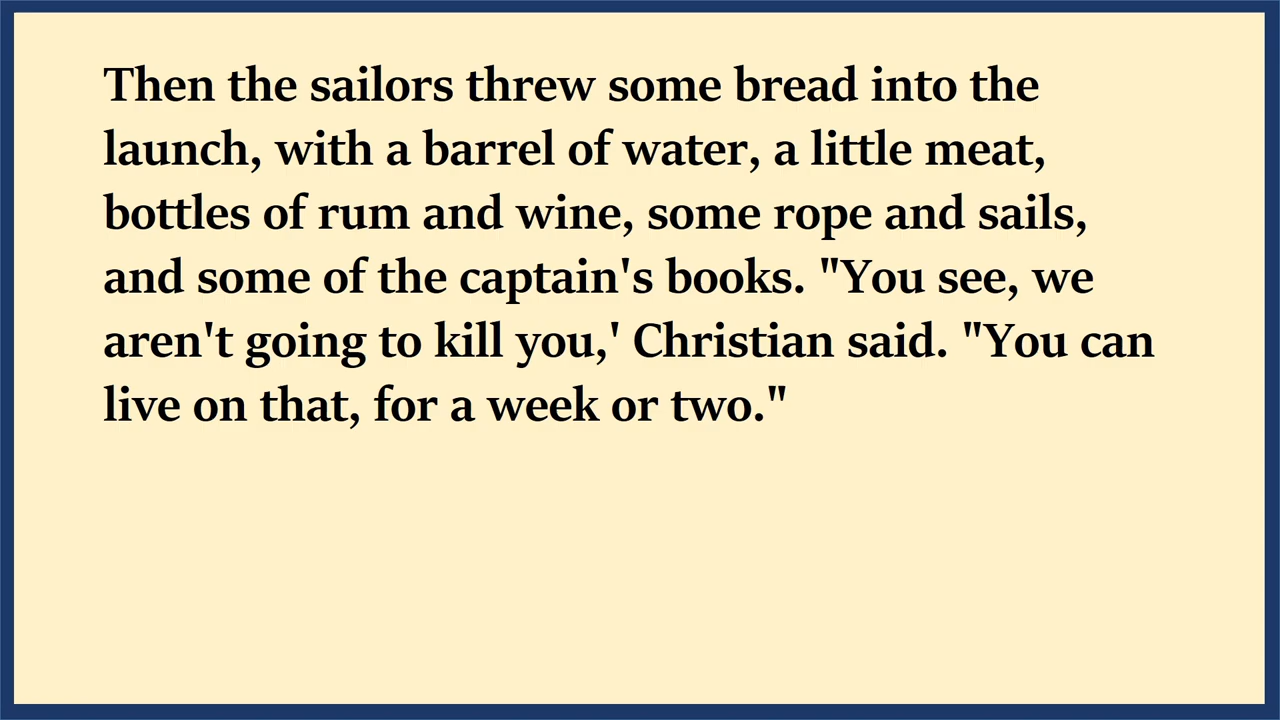 Then the sailors threw some bread into the
launch, with a barrel of water, a little meat,
bottles of rum and wine, some rope and sails,
and some of the captain's books. "You see, we
aren't going to kill you,' Christian said. "You can
live on that, for a week or two."